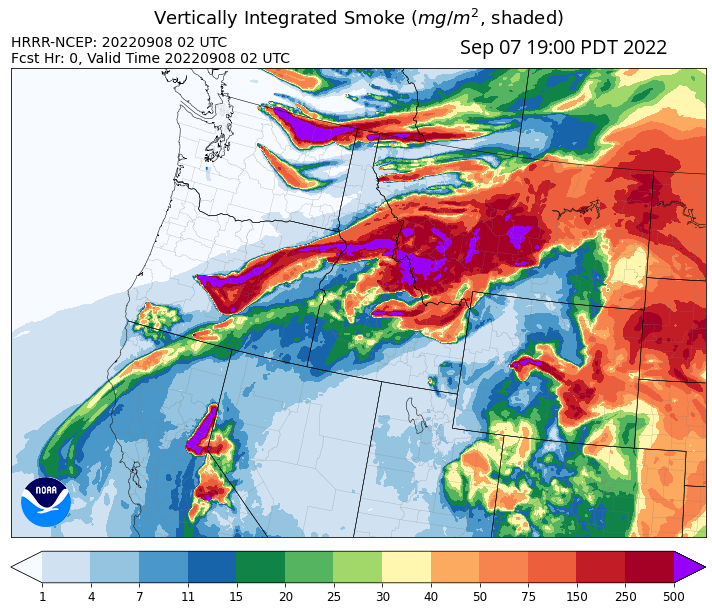 Vertically Integrated Smoke (mg/m², shaded)
HRRR-NCEP: 20220908 02 UTC
Sep 07 19:00 PDT 2022
Fcst Hr: 0, Valid Time 20220908 02 UTC
NOAA
1 4 7 11 15 20 25 30 40 50 75 150 250 500